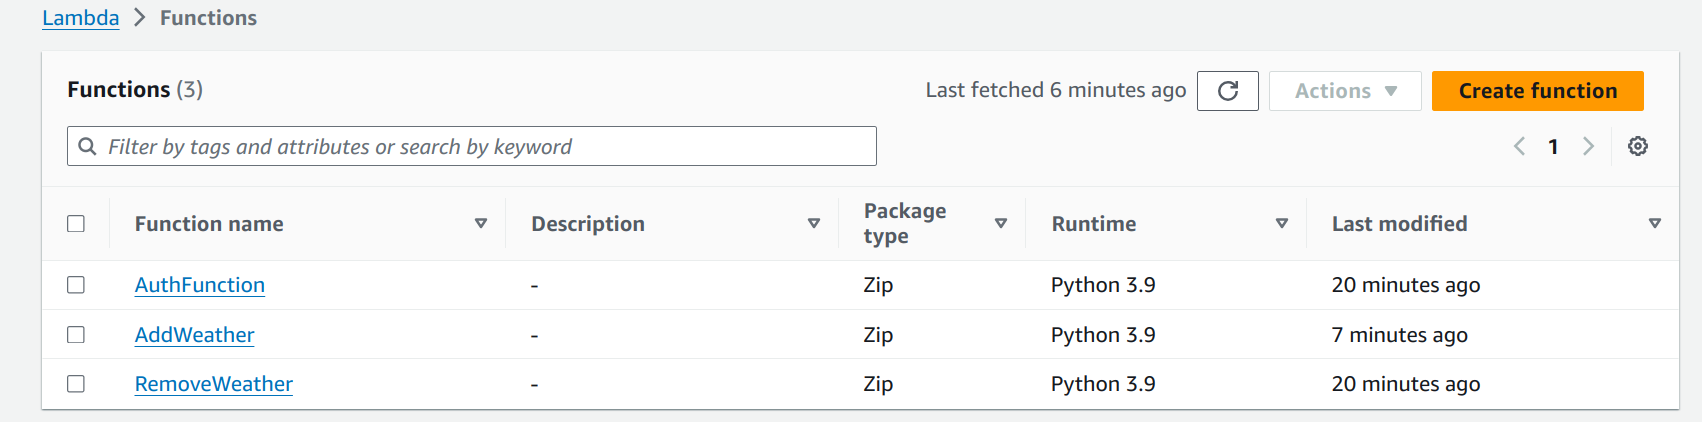 Lambda > Functions
Functions (3) Last fetched 6 minutes ago Actions Create function
Filter by tags and attributes or search by keyword < 1 >
Function name Description Package type Runtime Last modified
AuthFunction - Zip Python 3.9 20 minutes ago
AddWeather - Zip Python 3.9 7 minutes ago
RemoveWeather - Zip Python 3.9 20 minutes ago